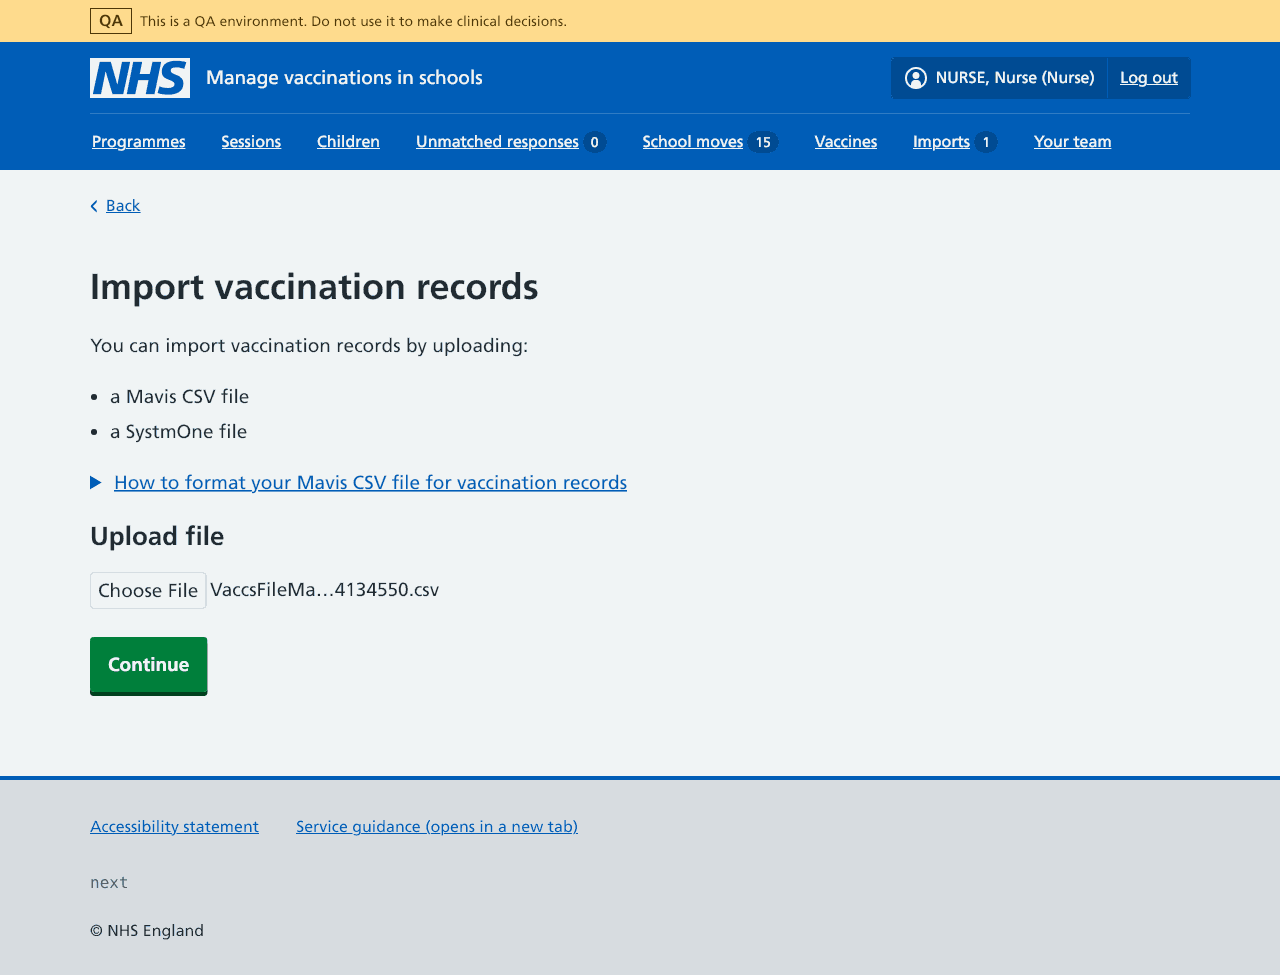 QA This is a QA environment. Do not use it to make clinical decisions.
NHS Manage vaccinations in schools NURSE, Nurse (Nurse) Log out
Programmes Sessions Children Unmatched responses 0 School moves 15 Vaccines Imports 1 Your team
Back
Import vaccination records
You can import vaccination records by uploading:
• a Mavis CSV file
• a SystmOne file
How to format your Mavis CSV file for vaccination records
Upload file
Choose File VaccsFileMa…4134550.csv
Continue
Accessibility statement Service guidance (opens in a new tab)
next
© NHS England